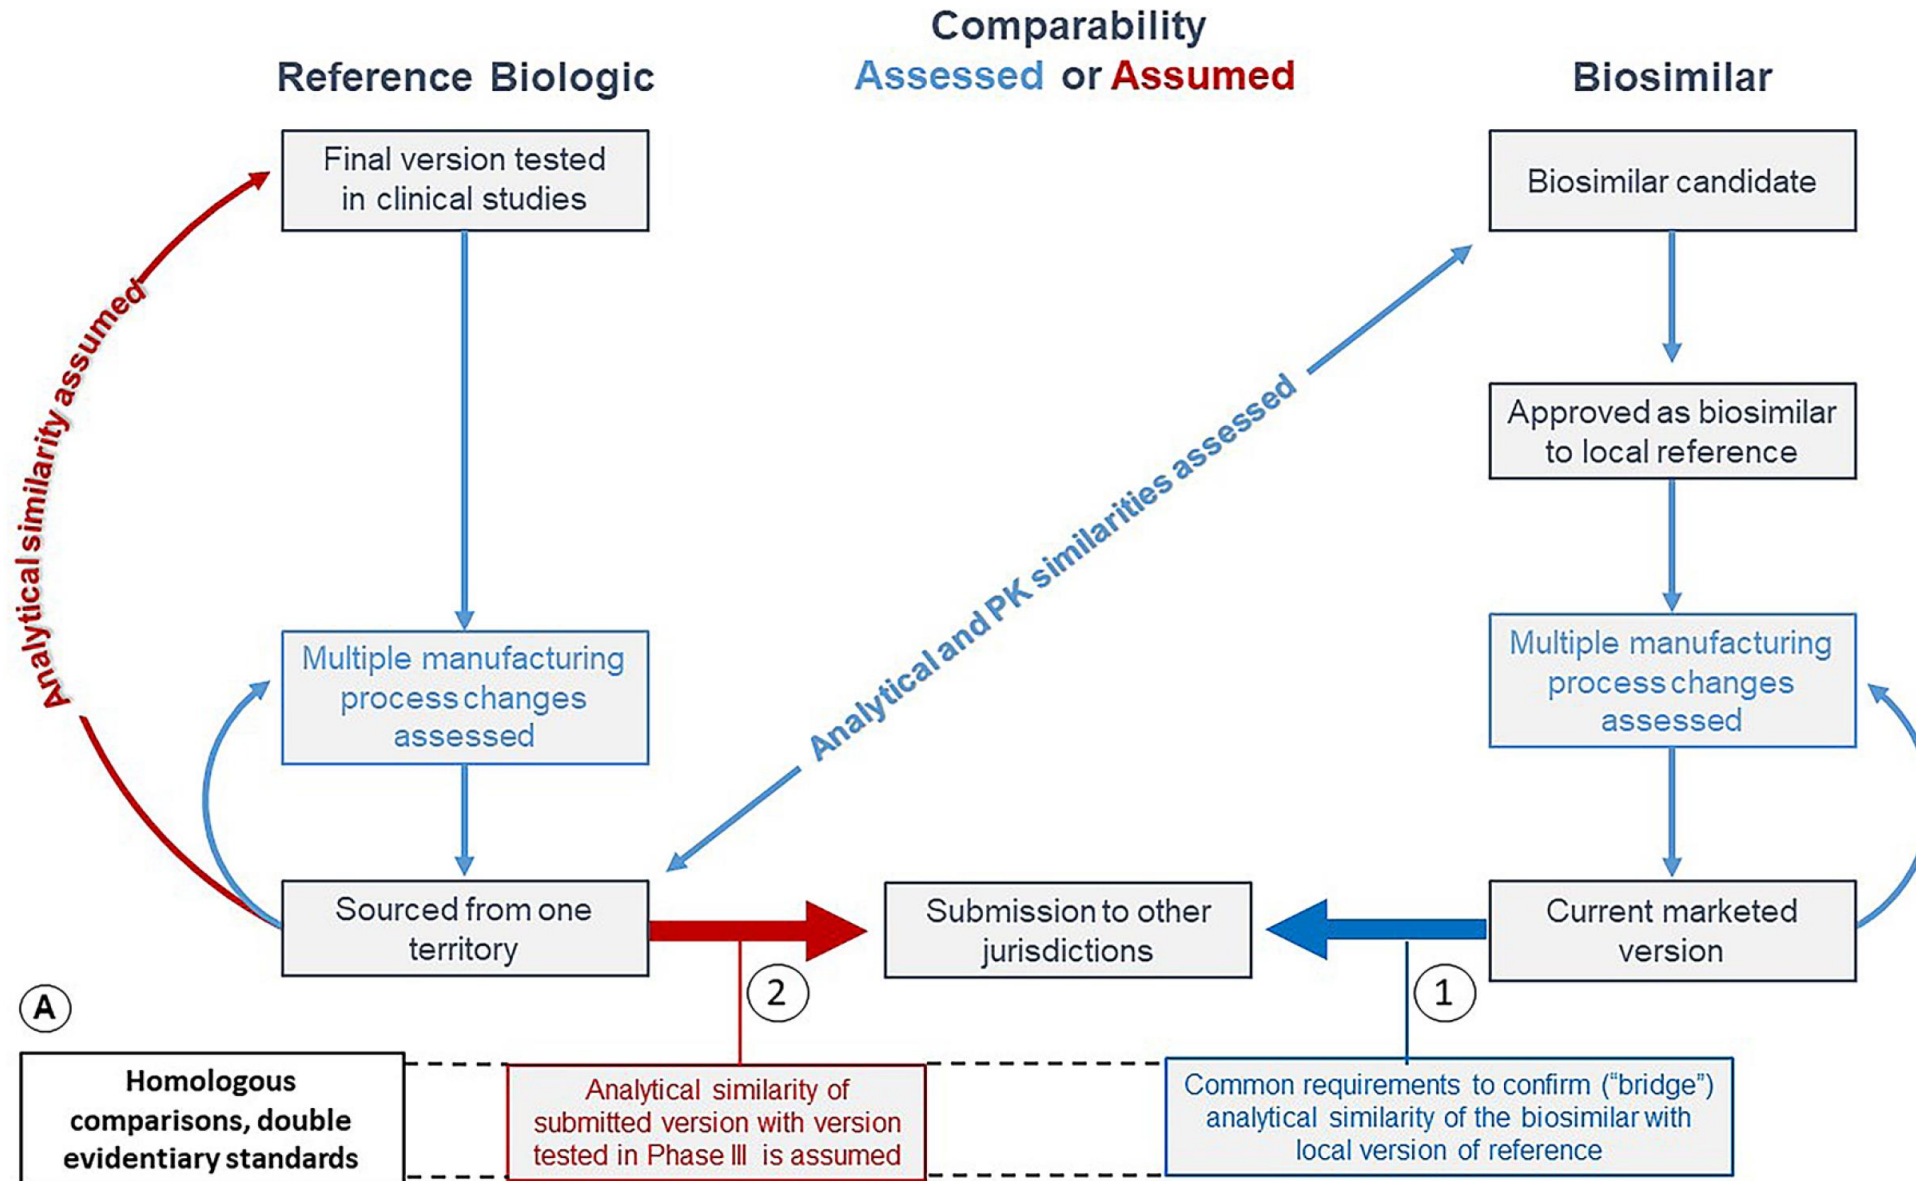 Comparability
Assessed or Assumed
Reference Biologic
Biosimilar
Final version tested
in clinical studies
Biosimilar candidate
Analytical similarity assumed
Analytical and PK similarities assessed
Approved as biosimilar
to local reference
Multiple manufacturing
process changes
assessed
Multiple manufacturing
process changes
assessed
Sourced from one
territory
Submission to other
jurisdictions
Current marketed
version
2
1
A
Homologous
comparisons, double
evidentiary standards
Analytical similarity of
submitted version with version
tested in Phase III is assumed
Common requirements to confirm (“bridge”)
analytical similarity of the biosimilar with
local version of reference